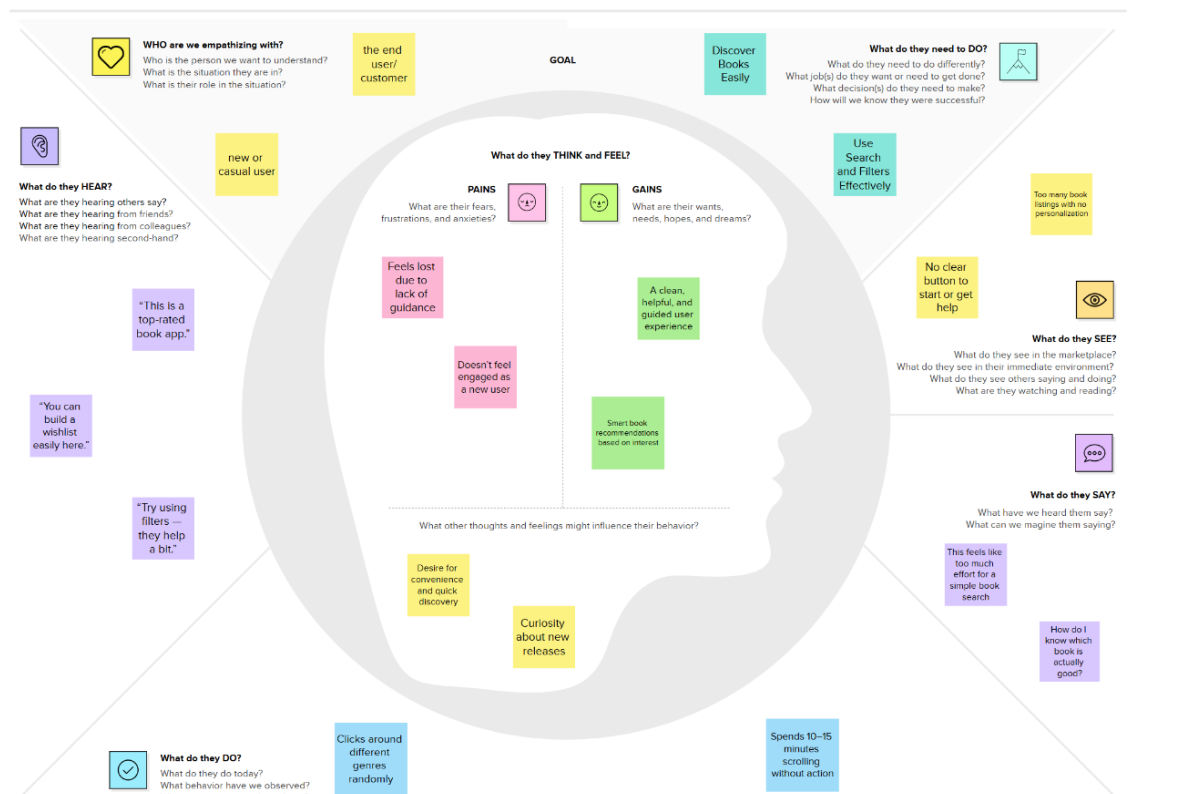 WHO are we empathizing with?
Who is the person we want to understand?
What is the situation they are in?
What is their role in the situation?
the end
user/
customer
new or
casual user
GOAL
Discover
Books
Easily
What do they need to DO?
What do they need to do differently?
What job(s) do they want or need to get done?
What decision(s) do they need to make?
How will we know they were successful?
Use
Search
and Filters
Effectively
What do they HEAR?
What are they hearing others say?
What are they hearing from friends?
What are they hearing from colleagues?
What are they hearing second-hand?
“This is a
top-rated
book app.”
“You can
build a
wishlist
easily here.”
“Try using
filters —
they help
a bit.”
What do they THINK and FEEL?
PAINS
What are their fears,
frustrations, and anxieties?
Feels lost
due to
lack of
guidance
Doesn’t feel
engaged as
a new user
GAINS
What are their wants,
needs, hopes, and dreams?
A clean,
helpful, and
guided user
experience
Smart book
recommendations
based on interest
What other thoughts and feelings might influence their behavior?
Desire for
convenience
and quick
discovery
Curiosity
about new
releases
Too many book
listings with no
personalization
No clear
button to
start or get
help
What do they SEE?
What do they see in the marketplace?
What do they see in their immediate environment?
What do they see others saying and doing?
What are they watching and reading?
What do they SAY?
What have we heard them say?
What can we magine them saying?
This feels like
too much
effort for a
simple book
search
How do I
know which
book is
actually
good?
What do they DO?
What do they do today?
What behavior have we observed?
Clicks around
different
genres
randomly
Spends 10–15
minutes
scrolling
without action